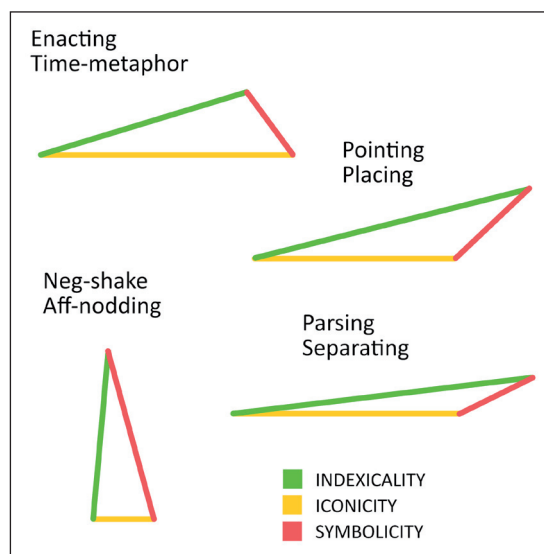 Enacting
Time-metaphor
Pointing
Placing
Neg-shake
Aff-nodding
Parsing
Separating
INDEXICALITY
ICONICITY
SYMBOLICITY